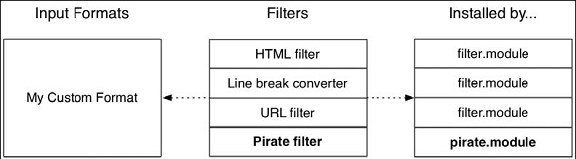 Input Formats Filters Installed by...
HTML filter filter.module
Line break converter filter.module
My Custom Format
URL filter filter.module
Pirate filter pirate.module